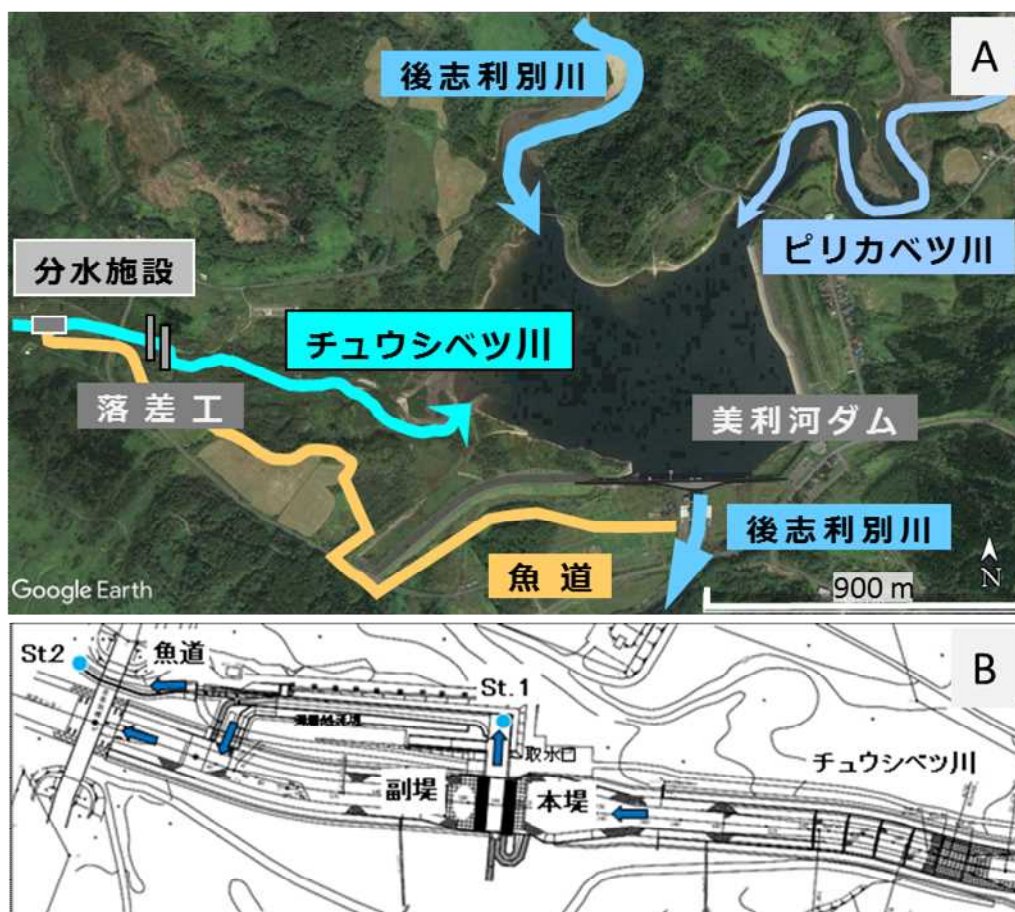 A
後志利別川
ピリカベツ川
分水施設
チュウシベツ川
落差工
美利河ダム
後志利別川
魚道
Google Earth
900 m
N
B
St2
魚道
St.1
取水口
チュウシベツ川
副堤
本堤